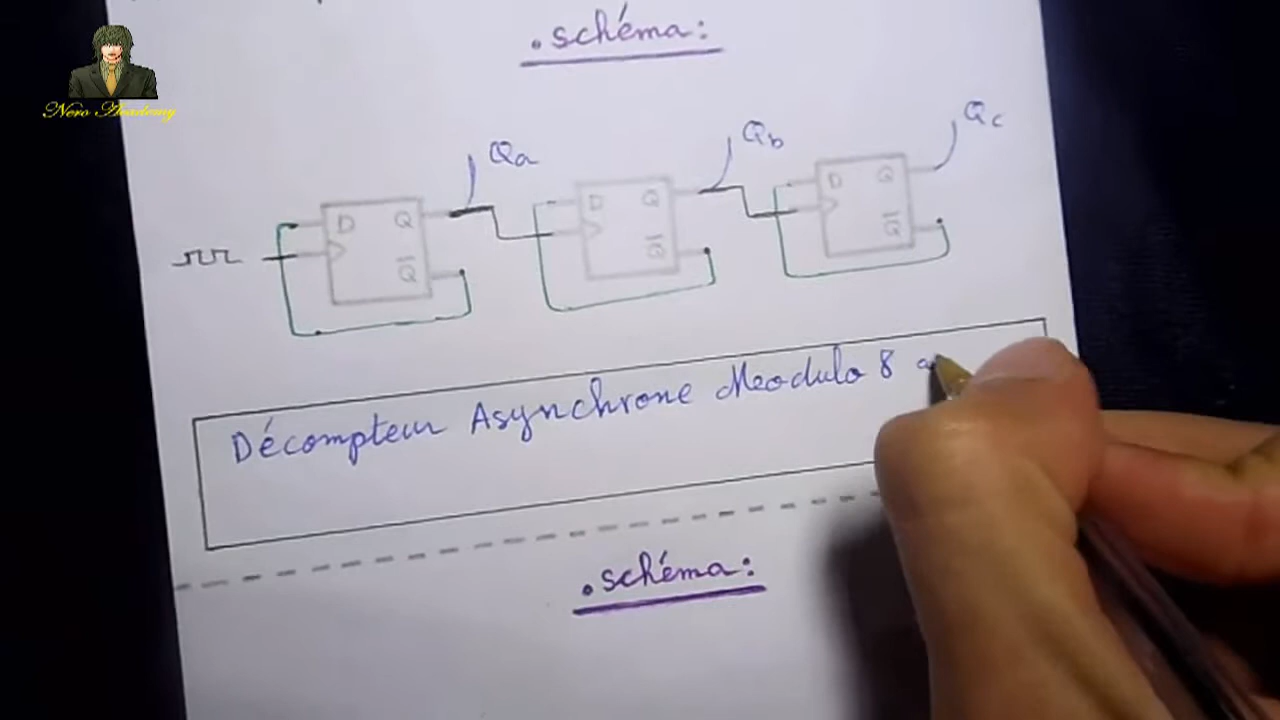 Nero Academy
.schéma:
Qa
Qb
Qc
D Q
Q̅
D Q
Q̅
D Q
Q̅
Décompteur Asynchrone Modulo 8 a
.schéma: